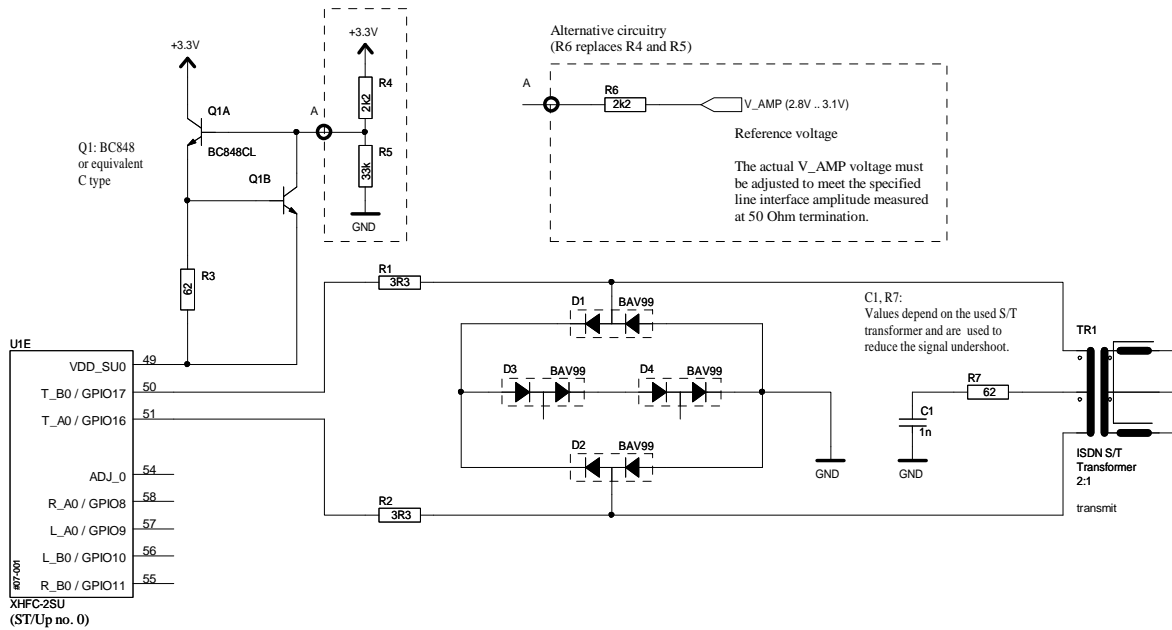 +3.3V
Q1A
BC848CL
Q1: BC848
or equivalent
C type
Q1B
R3
62
+3.3V
R4
2k2
A
R5
33k
GND
Alternative circuitry
(R6 replaces R4 and R5)
A
R6
2k2
V_AMP (2.8V .. 3.1V)
Reference voltage
The actual V_AMP voltage must
be adjusted to meet the specified
line interface amplitude measured
at 50 Ohm termination.
R1
3R3
D1
BAV99
D3
BAV99
D4
BAV99
D2
BAV99
R2
3R3
GND
C1, R7:
Values depend on the used S/T
transformer and are used to
reduce the signal undershoot.
R7
62
C1
1n
GND
TR1
ISDN S/T
Transformer
2:1
transmit
U1E
VDD_SU0 49
T_B0 / GPIO17 50
T_A0 / GPIO16 51
ADJ_0 54
R_A0 / GPIO8 58
L_A0 / GPIO9 57
L_B0 / GPIO10 56
R_B0 / GPIO11 55
#07-001
XHFC-2SU
(ST/Up no. 0)